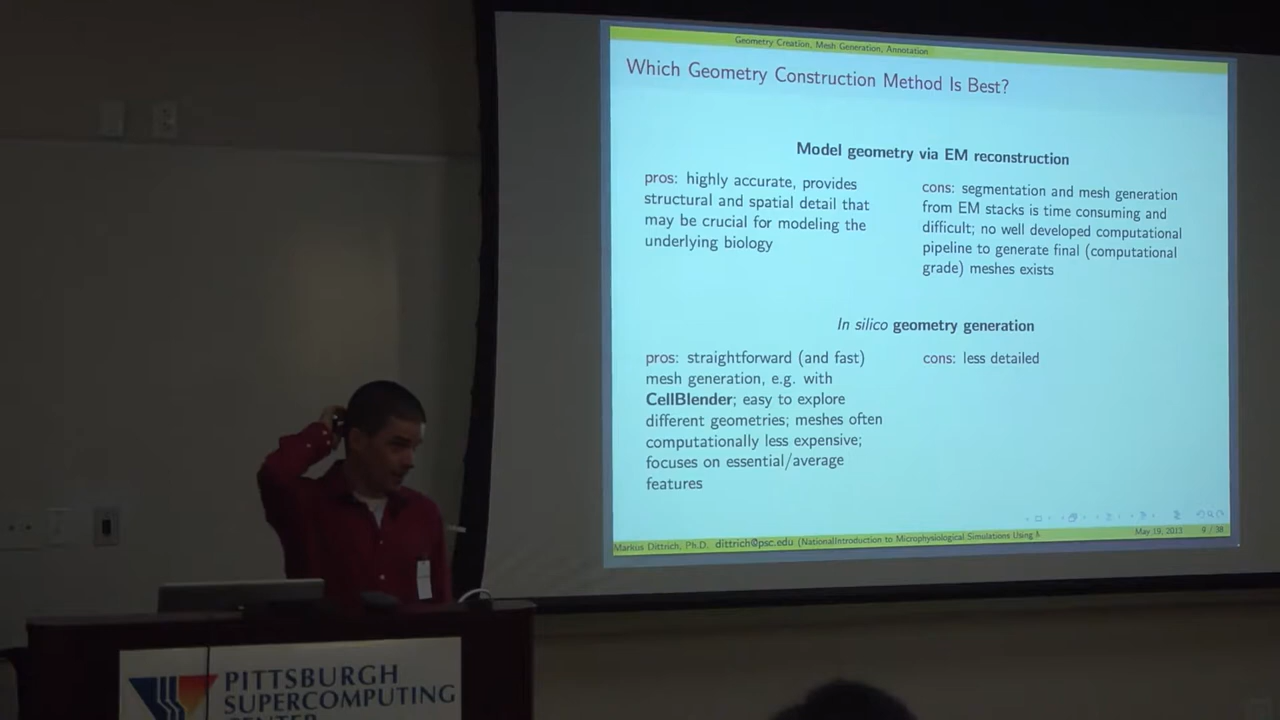 Geometry Creation, Mesh Generation, Annotation
Which Geometry Construction Method Is Best?
Model geometry via EM reconstruction
pros: highly accurate, provides
structural and spatial detail that
may be crucial for modeling the
underlying biology
cons: segmentation and mesh generation
from EM stacks is time consuming and
difficult; no well developed computational
pipeline to generate final (computational
grade) meshes exists
In silico geometry generation
pros: straightforward (and fast)
mesh generation, e.g. with
CellBlender; easy to explore
different geometries; meshes often
computationally less expensive;
focuses on essential/average
features
cons: less detailed
Markus Dittrich, Ph.D. dittrich@psc.edu (NationalIntroduction to Microphysiological Simulations Using M
May 19, 2013
9 / 38
PITTSBURGH
SUPERCOMPUTING
CENTER